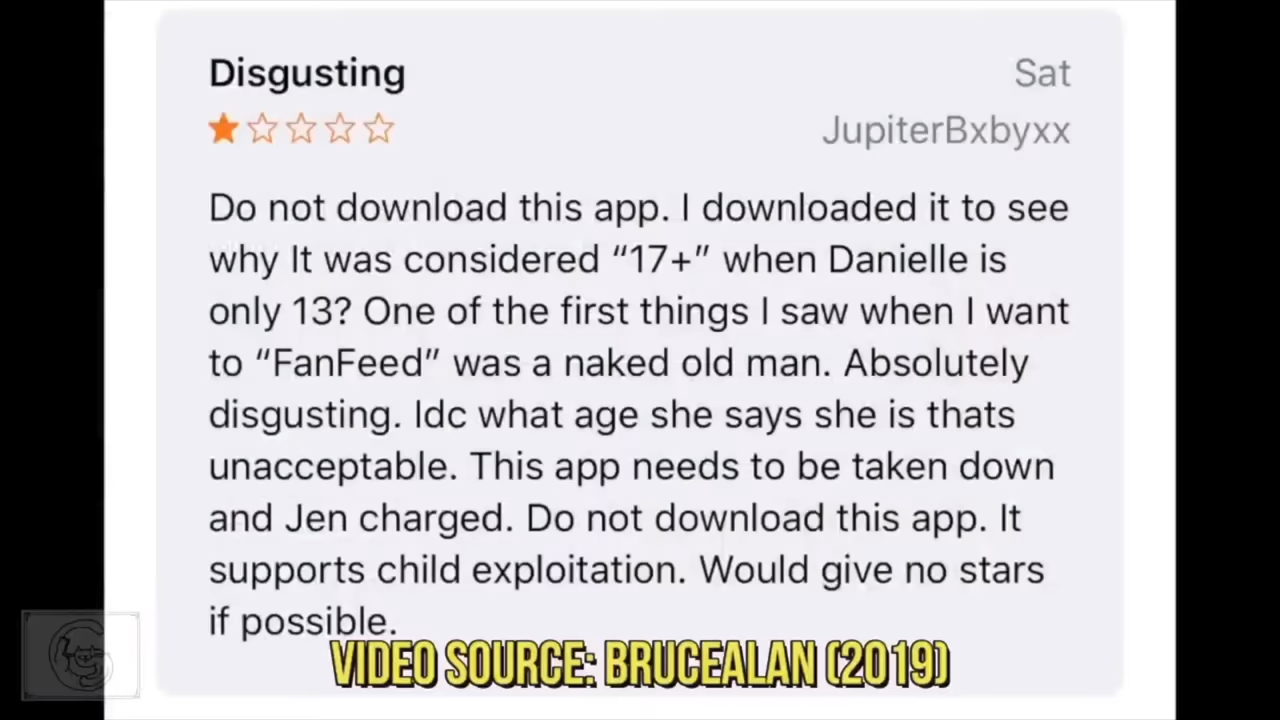 Disgusting
Sat
JupiterBxbyxx
Do not download this app. I downloaded it to see
why It was considered “17+” when Danielle is
only 13? One of the first things I saw when I want
to “FanFeed” was a naked old man. Absolutely
disgusting. Idc what age she says she is thats
unacceptable. This app needs to be taken down
and Jen charged. Do not download this app. It
supports child exploitation. Would give no stars
if possible.
VIDEO SOURCE: BRUCEALAN (2019)